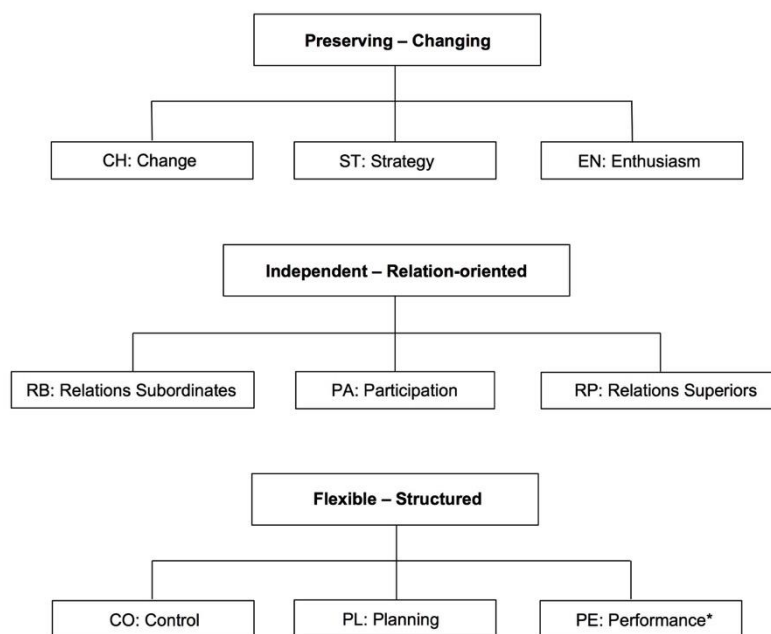 Preserving – Changing
CH: Change
ST: Strategy
EN: Enthusiasm
Independent – Relation-oriented
RB: Relations Subordinates
PA: Participation
RP: Relations Superiors
Flexible – Structured
CO: Control
PL: Planning
PE: Performance*